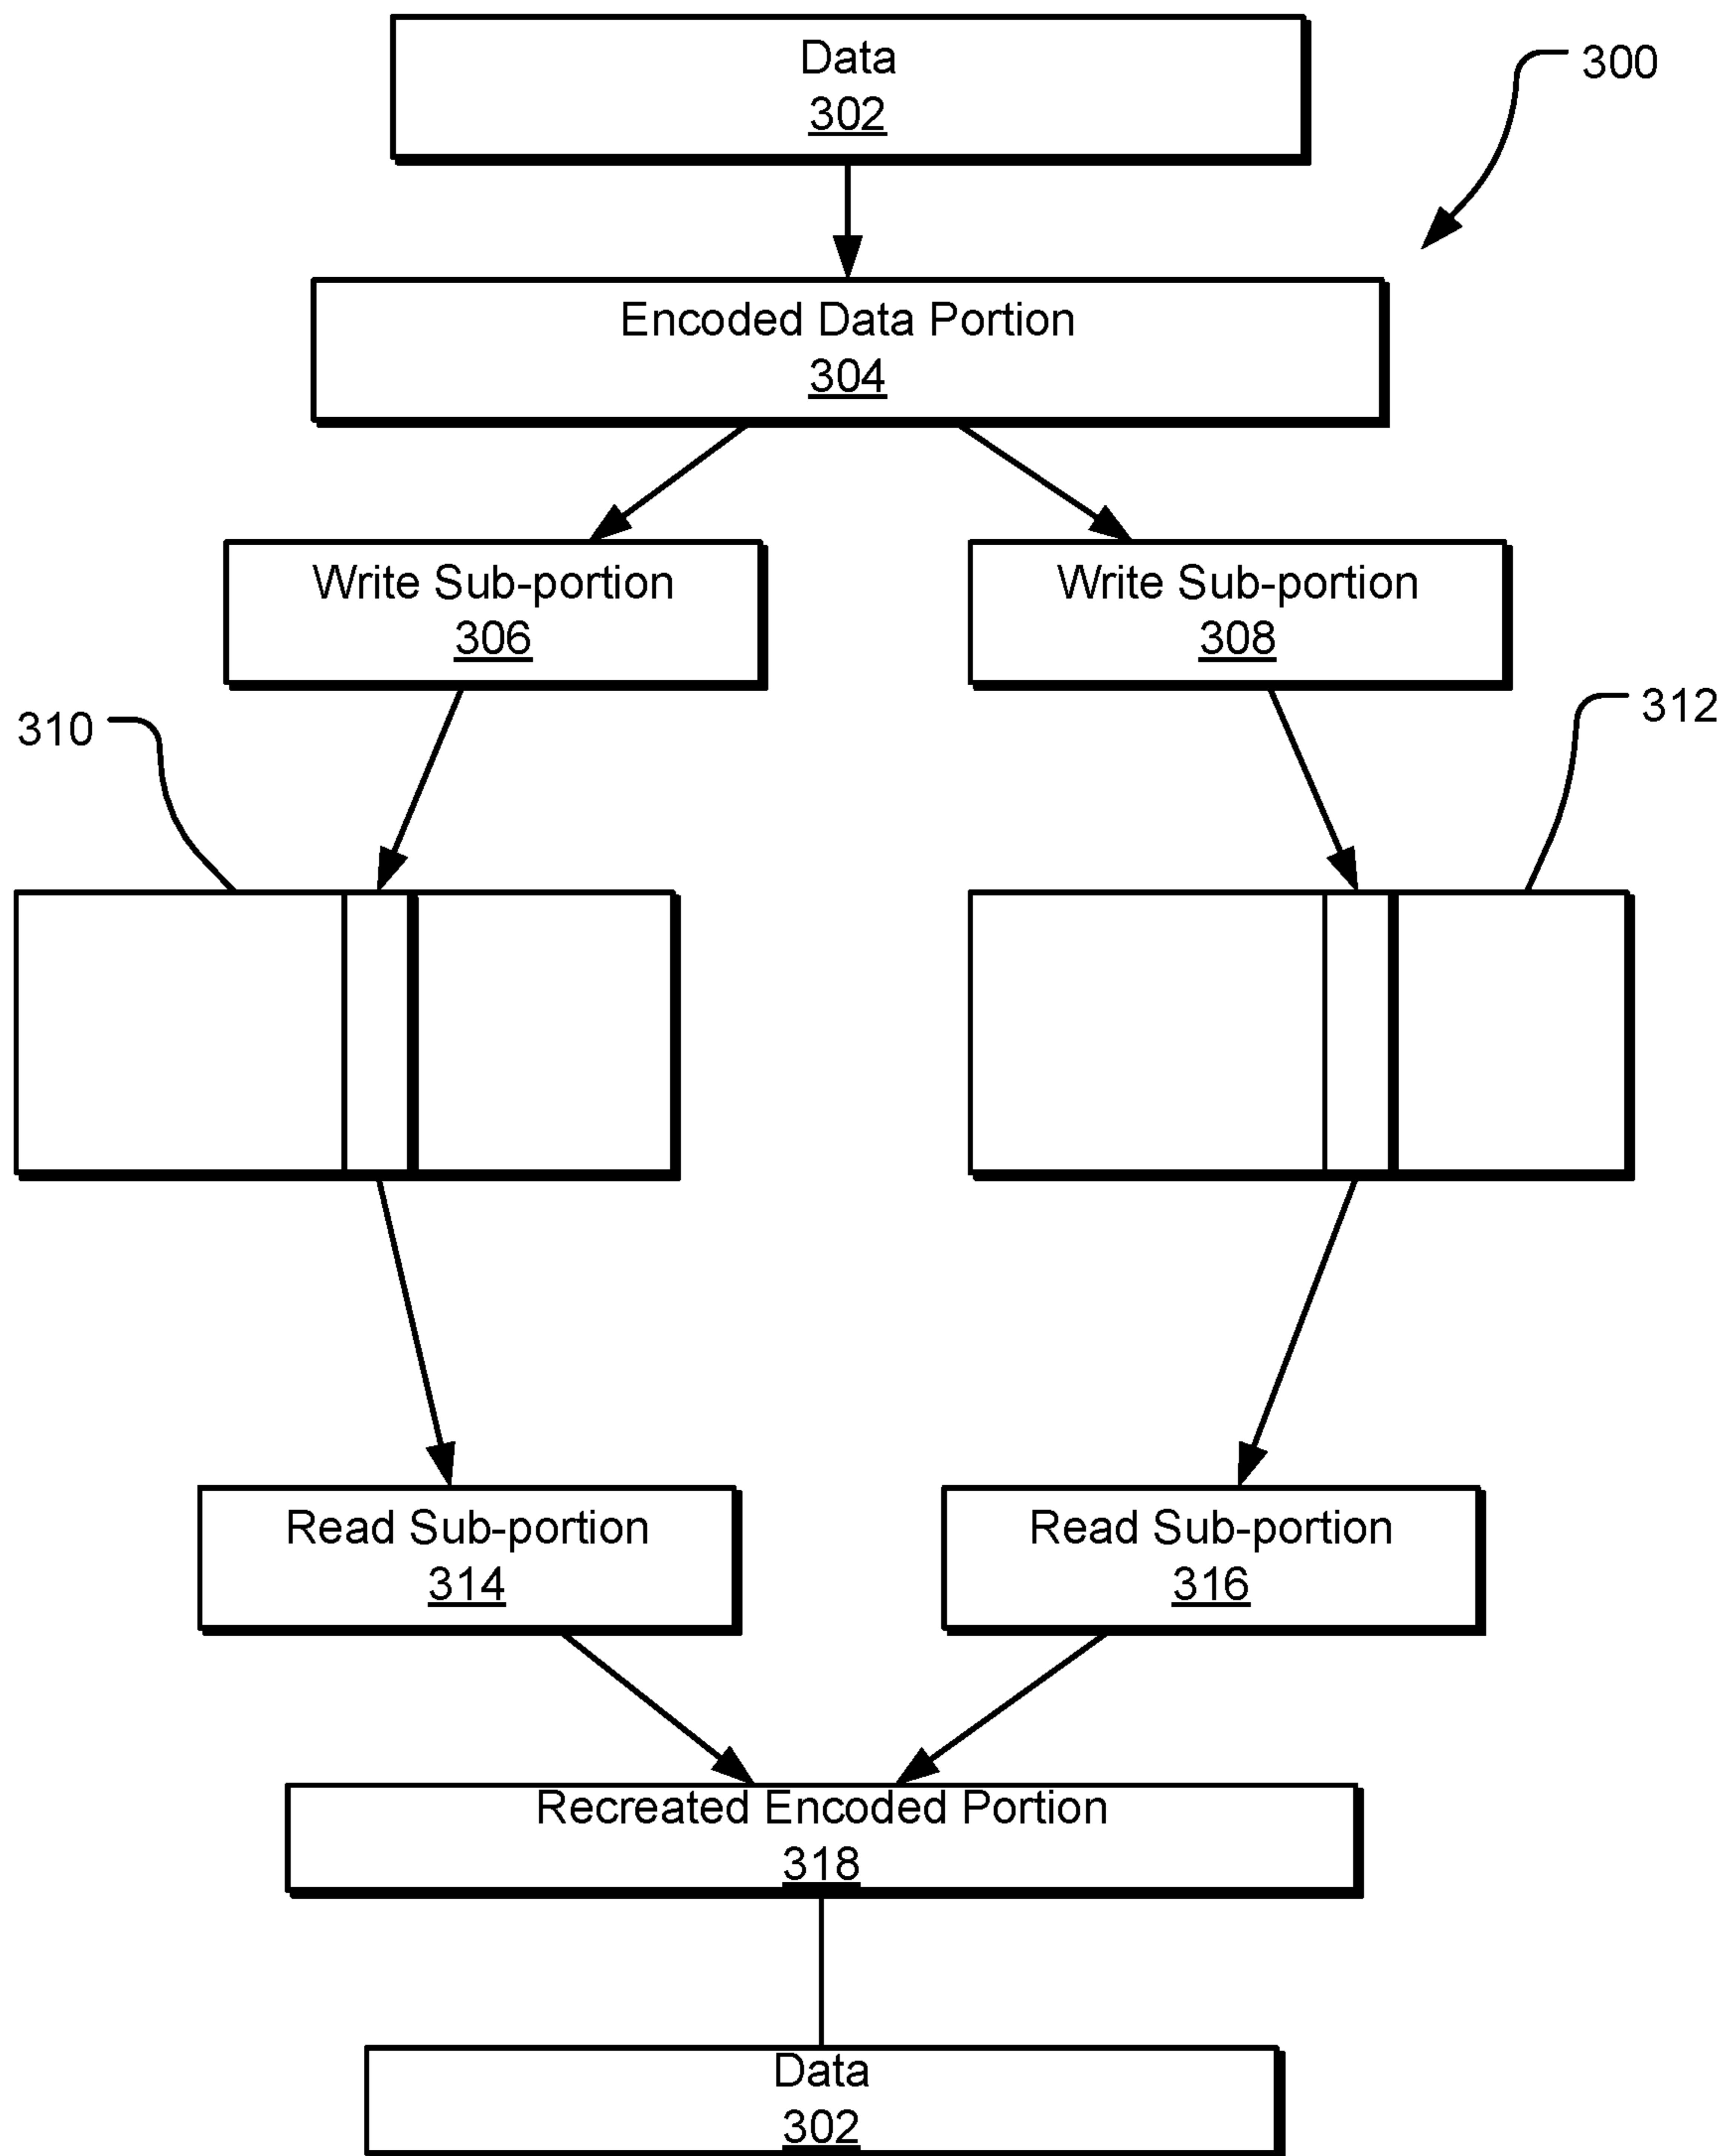 Data
302
300
Encoded Data Portion
304
Write Sub-portion
306
Write Sub-portion
308
310
312
Read Sub-portion
314
Read Sub-portion
316
Recreated Encoded Portion
318
Data
302